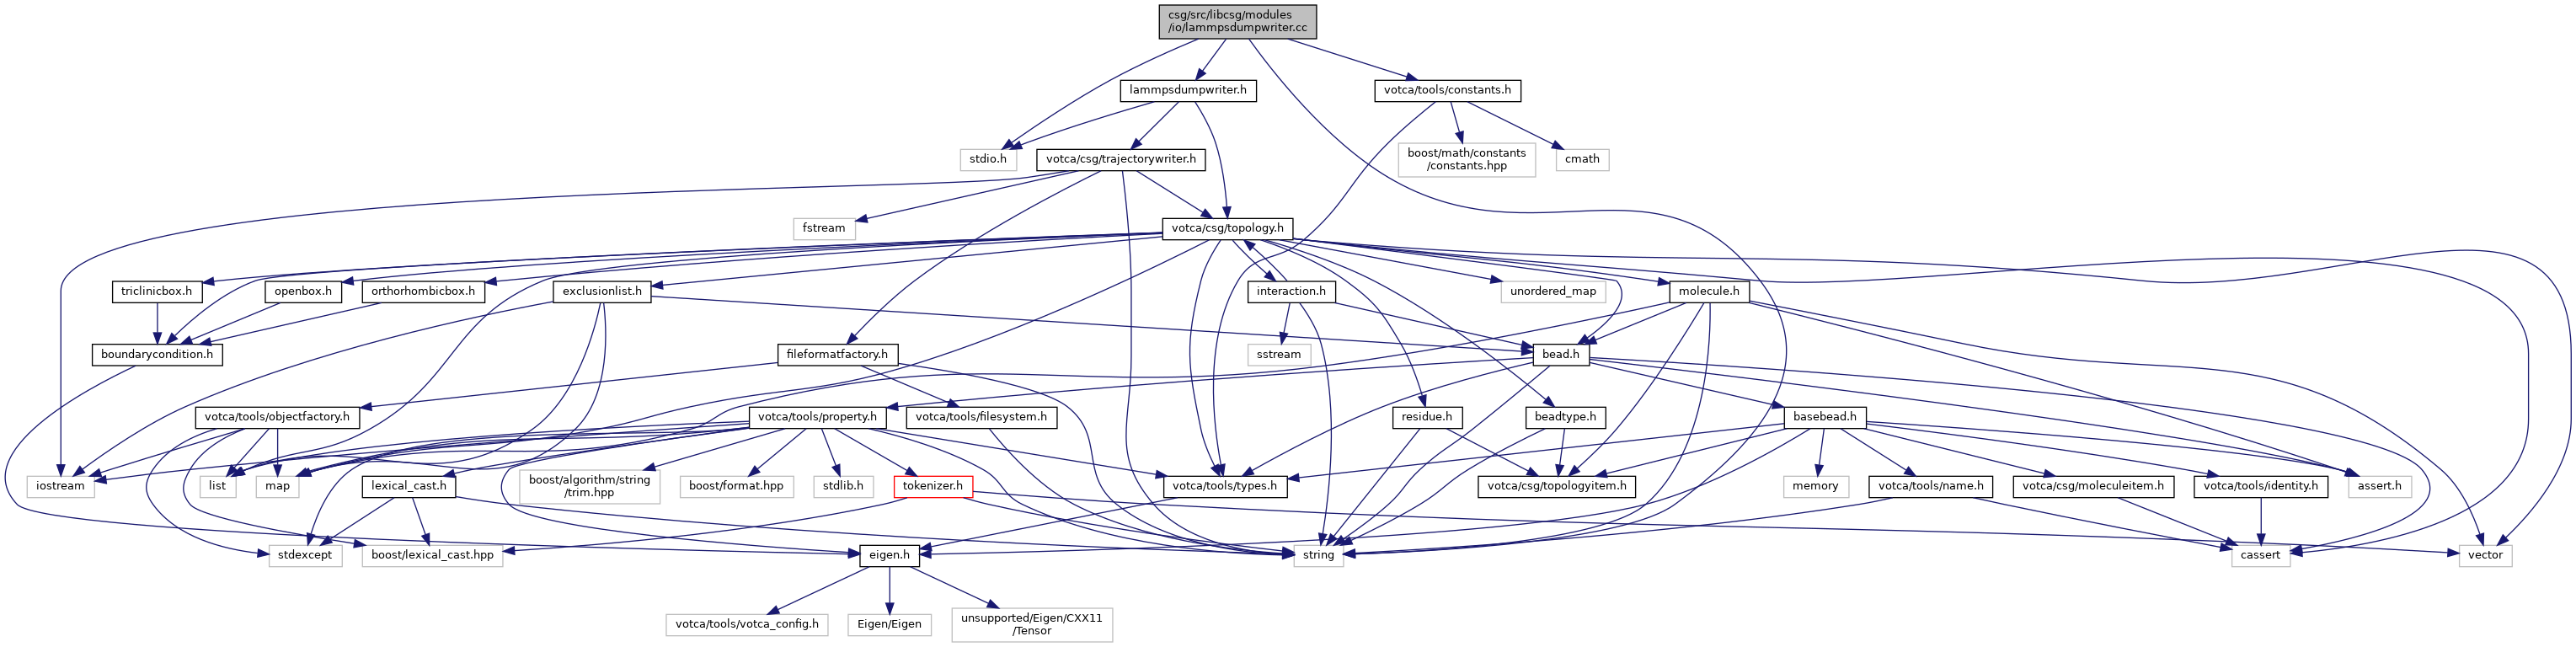 csg/src/libcsg/modules
/io/lammpsdumpwriter.cc
lammpsdumpwriter.h
votca/tools/constants.h
stdio.h
votca/csg/trajectorywriter.h
boost/math/constants
/constants.hpp
cmath
fstream
votca/csg/topology.h
triclinicbox.h
openbox.h
orthorhombicbox.h
exclusionlist.h
interaction.h
unordered_map
molecule.h
boundarycondition.h
fileformatfactory.h
sstream
bead.h
votca/tools/objectfactory.h
votca/tools/property.h
votca/tools/filesystem.h
residue.h
beadtype.h
basebead.h
iostream
list
map
lexical_cast.h
boost/algorithm/string
/trim.hpp
boost/format.hpp
stdlib.h
tokenizer.h
votca/tools/types.h
votca/csg/topologyitem.h
memory
votca/tools/name.h
votca/csg/moleculeitem.h
votca/tools/identity.h
assert.h
stdexcept
boost/lexical_cast.hpp
eigen.h
string
cassert
vector
votca/tools/votca_config.h
Eigen/Eigen
unsupported/Eigen/CXX11
/Tensor